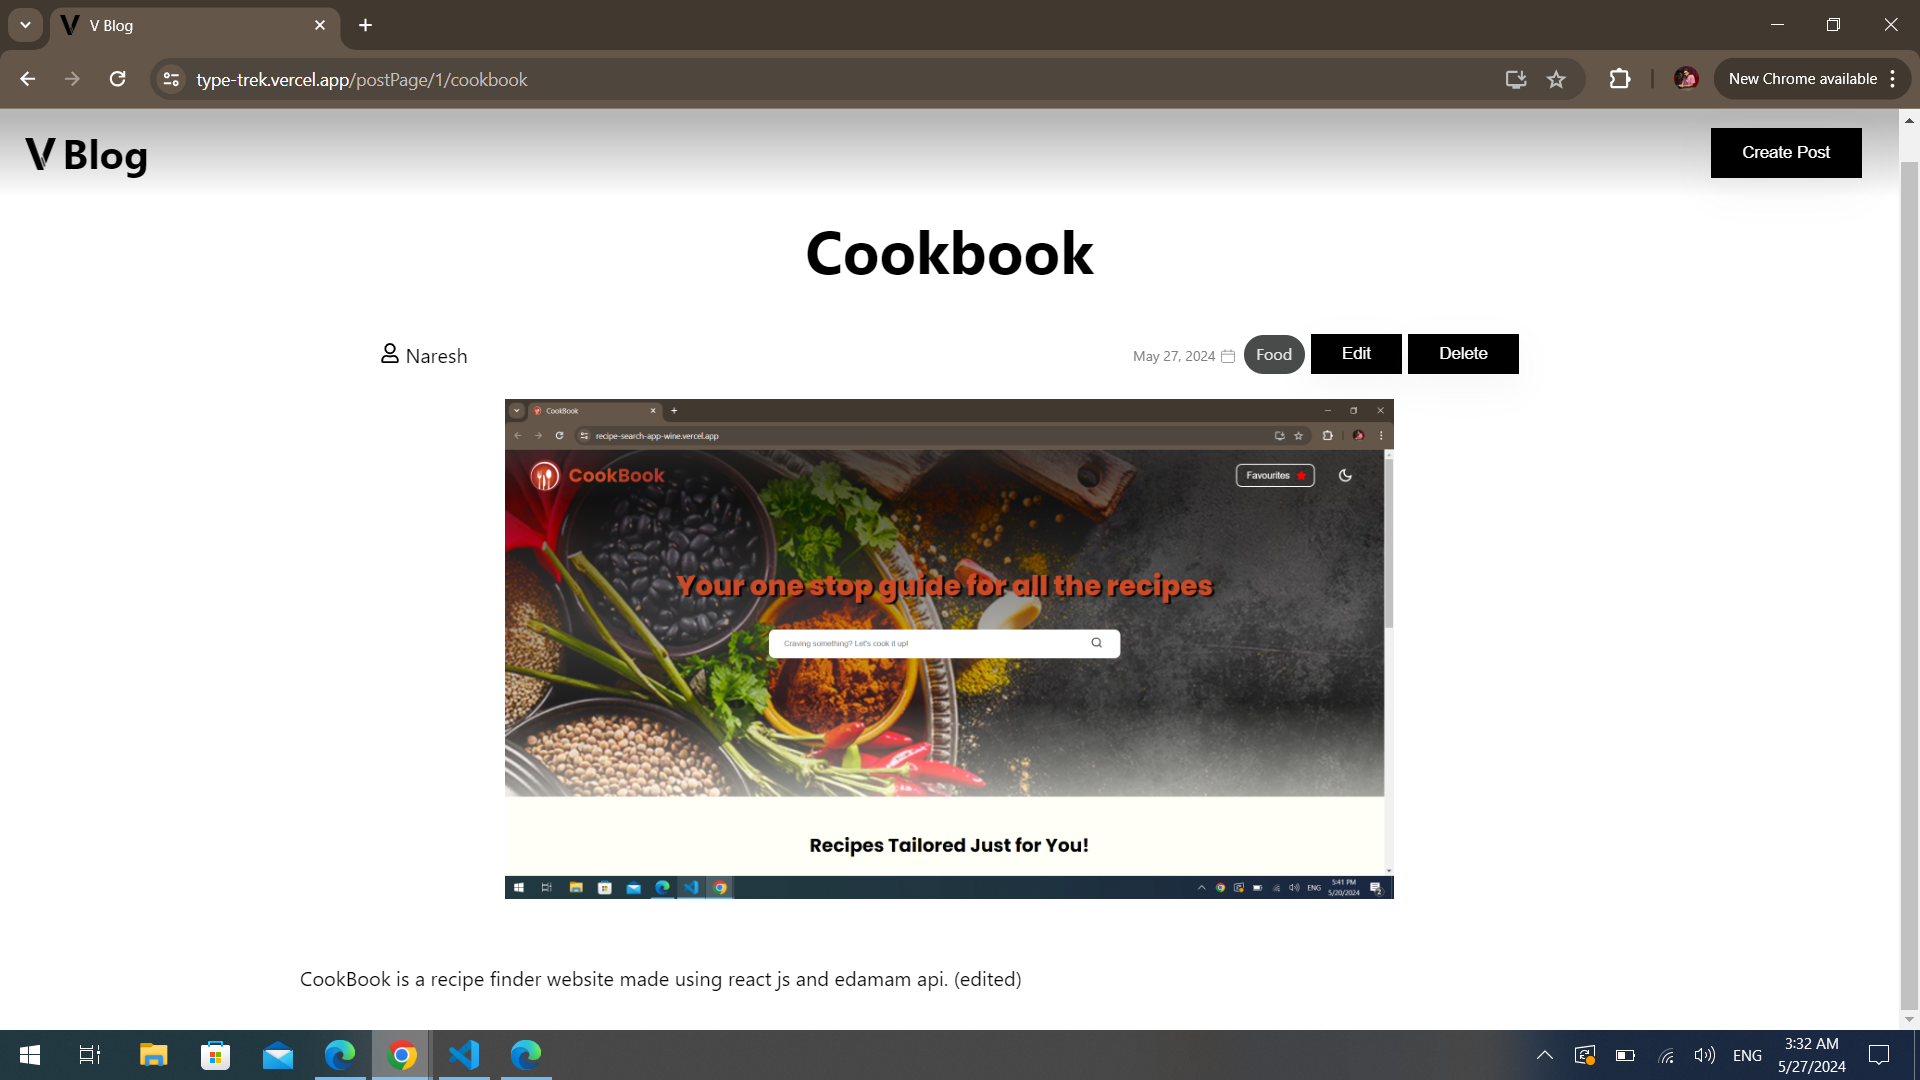 V Blog
type-trek.vercel.app/postPage/1/cookbook
New Chrome available
V Blog
Create Post
Cookbook
Naresh
May 27, 2024
Food
Edit
Delete
CookBook
recipe-search-app-wine.vercel.app
CookBook
Favourites
Your one stop guide for all the recipes
Craving something? Let's cook it up!
Recipes Tailored Just for You!
ENG
5:41 PM
5/20/2024
2
CookBook is a recipe finder website made using react js and edamam api. (edited)
ENG
3:32 AM
5/27/2024